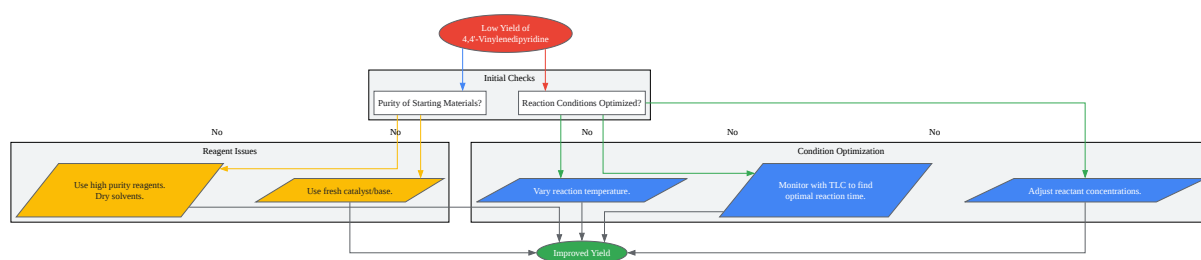 Low Yield of
4,4'-Vinylenedipyridine
Initial Checks
Purity of Starting Materials?
Reaction Conditions Optimized?
No
No
No
No
No
Reagent Issues
Condition Optimization
Use high purity reagents.
Dry solvents.
Use fresh catalyst/base.
Vary reaction temperature.
Monitor with TLC to find
optimal reaction time.
Adjust reactant concentrations.
Improved Yield